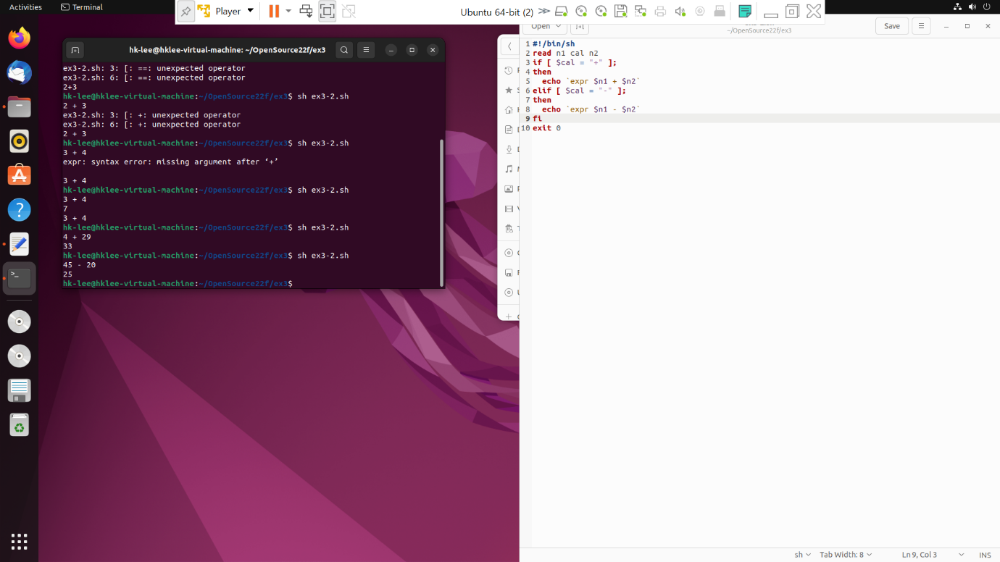 Activities
Terminal
Player
Ubuntu 64-bit (2)
hk-lee@hklee-virtual-machine: ~/OpenSource22f/ex3
ex3-2.sh: 3: [: ==: unexpected operator
ex3-2.sh: 6: [: ==: unexpected operator
2+3
hk-lee@hklee-virtual-machine:~/OpenSource22f/ex3$ sh ex3-2.sh
2 + 3
ex3-2.sh: 3: [: +: unexpected operator
ex3-2.sh: 6: [: +: unexpected operator
2 + 3
hk-lee@hklee-virtual-machine:~/OpenSource22f/ex3$ sh ex3-2.sh
3 + 4
expr: syntax error: missing argument after ‘+’
3 + 4
hk-lee@hklee-virtual-machine:~/OpenSource22f/ex3$ sh ex3-2.sh
3 + 4
7
3 + 4
hk-lee@hklee-virtual-machine:~/OpenSource22f/ex3$ sh ex3-2.sh
4 + 29
33
hk-lee@hklee-virtual-machine:~/OpenSource22f/ex3$ sh ex3-2.sh
45 - 20
25
hk-lee@hklee-virtual-machine:~/OpenSource22f/ex3$
Open
~/OpenSource22f/ex3
Save
1 #!/bin/sh
2 read n1 cal n2
3 if [ $cal = "+" ];
4 then
5 echo `expr $n1 + $n2`
6 elif [ $cal = "-" ];
7 then
8 echo `expr $n1 - $n2`
9 fi
10 exit 0
sh
Tab Width: 8
Ln 9, Col 3
INS